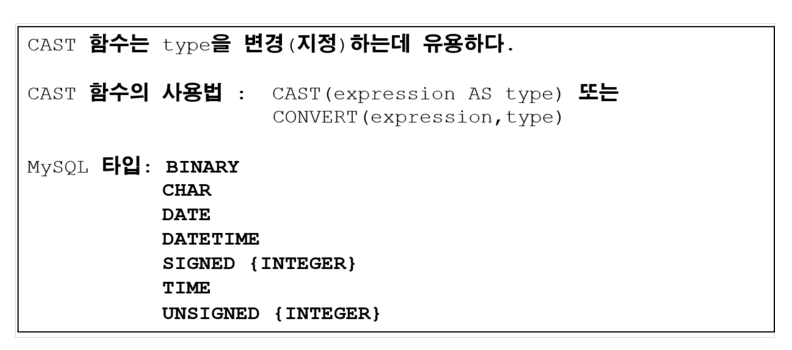 CAST 함수는 type을 변경(지정)하는데 유용하다.
CAST 함수의 사용법 : CAST(expression AS type) 또는
CONVERT(expression,type)
MySQL 타입: BINARY
CHAR
DATE
DATETIME
SIGNED {INTEGER}
TIME
UNSIGNED {INTEGER}